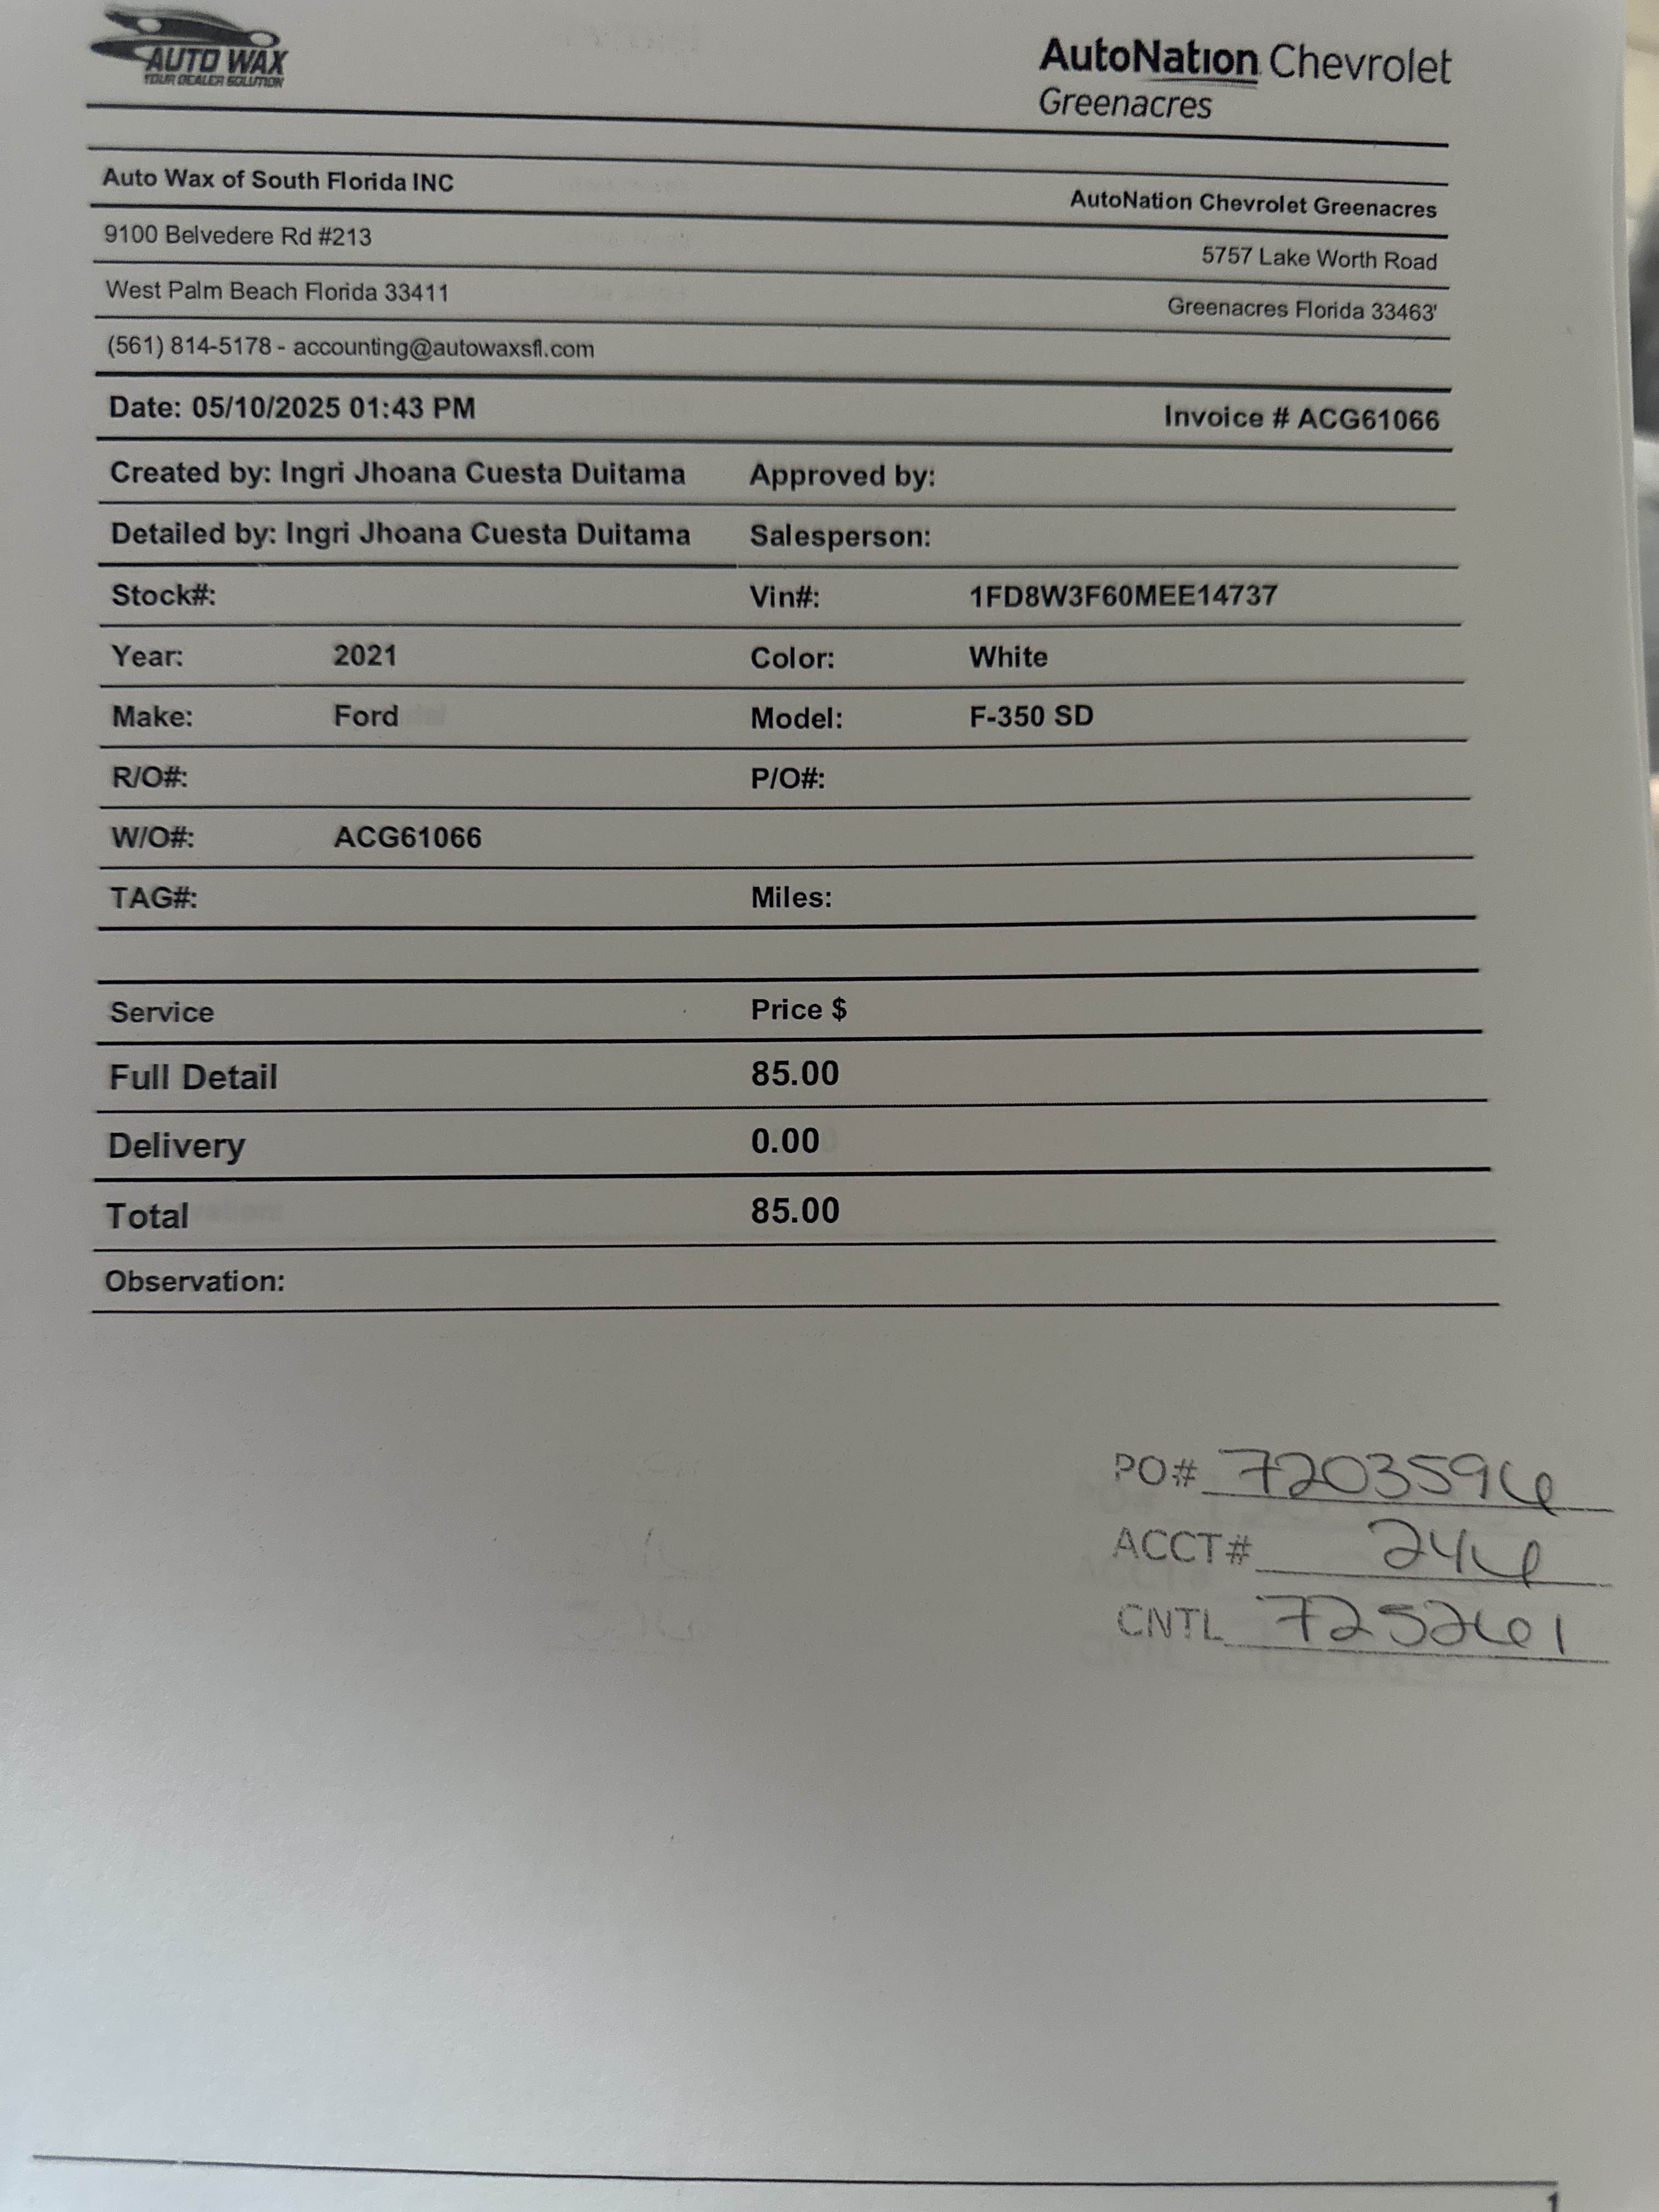 AUTO WAX
YOUR DEALER SOLUTION
AutoNation Chevrolet
Greenacres
Auto Wax of South Florida INC
AutoNation Chevrolet Greenacres
9100 Belvedere Rd #213
5757 Lake Worth Road
West Palm Beach Florida 33411
Greenacres Florida 33463'
(561) 814-5178 - accounting@autowaxsfl.com
Date: 05/10/2025 01:43 PM Invoice # ACG61066
Created by: Ingri Jhoana Cuesta Duitama Approved by:
Detailed by: Ingri Jhoana Cuesta Duitama Salesperson:
Stock#: Vin#: 1FD8W3F60MEE14737
Year: 2021 Color: White
Make: Ford Model: F-350 SD
R/O#: P/O#:
W/O#: ACG61066
TAG#: Miles:
Service Price $
Full Detail 85.00
Delivery 0.00
Total 85.00
Observation:
PO# 7203596
ACCT# 246
CNTL 725261
1